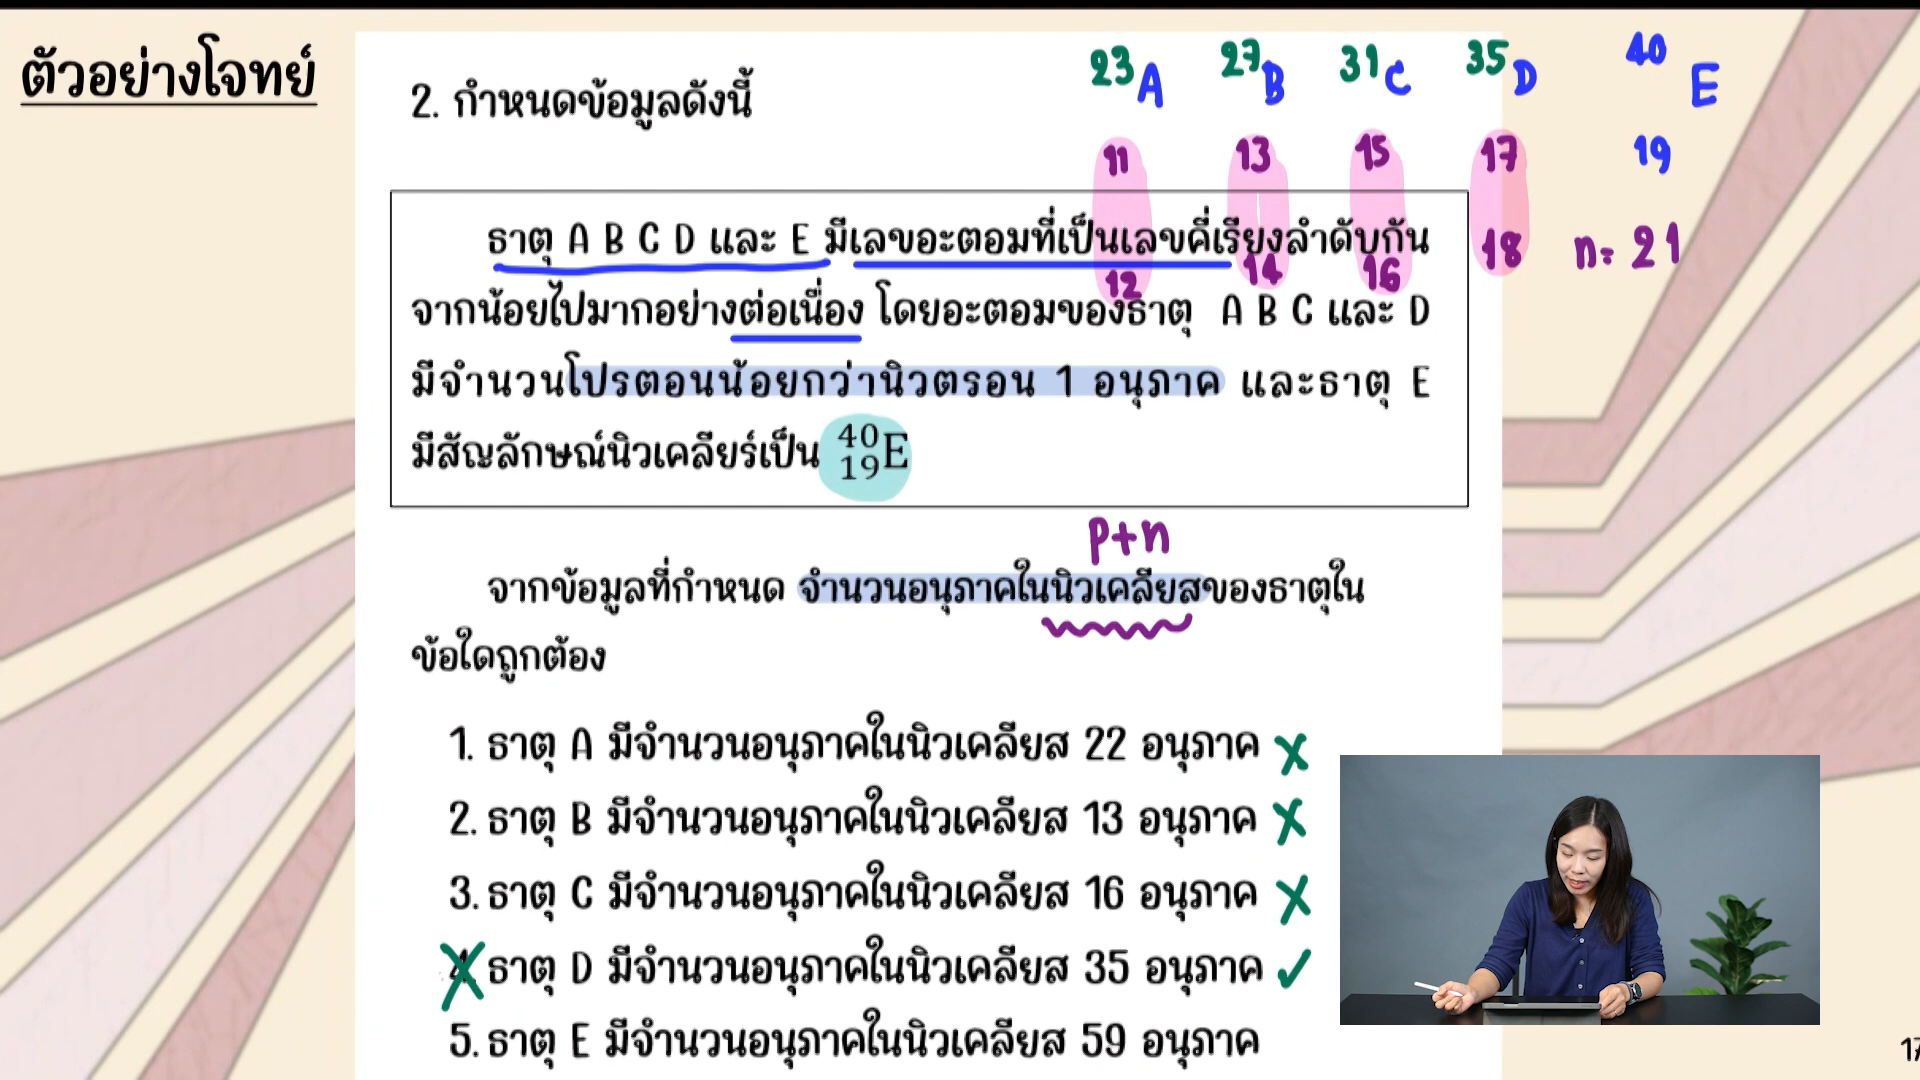 ตัวอย่างโจทย์
2. กำหนดข้อมูลดังนี้
23A 27B 31C 35D 40 E
11 13 15 17 19
ธาตุ A B C D และ E มีเลขอะตอมที่เป็นเลขคี่เรียงลำดับกัน
12 14 16 18 n= 21
จากน้อยไปมากอย่างต่อเนื่อง โดยอะตอมของธาตุ A B C และ D
มีจำนวนโปรตอนน้อยกว่านิวตรอน 1 อนุภาค และธาตุ E
มีสัญลักษณ์นิวเคลียร์เป็น 40 19 E
p+n
จากข้อมูลที่กำหนด จำนวนอนุภาคในนิวเคลียสของธาตุใน
ข้อใดถูกต้อง
1. ธาตุ A มีจำนวนอนุภาคในนิวเคลียส 22 อนุภาค ✗
2. ธาตุ B มีจำนวนอนุภาคในนิวเคลียส 13 อนุภาค ✗
3. ธาตุ C มีจำนวนอนุภาคในนิวเคลียส 16 อนุภาค ✗
4. ธาตุ D มีจำนวนอนุภาคในนิวเคลียส 35 อนุภาค ✓
5. ธาตุ E มีจำนวนอนุภาคในนิวเคลียส 59 อนุภาค